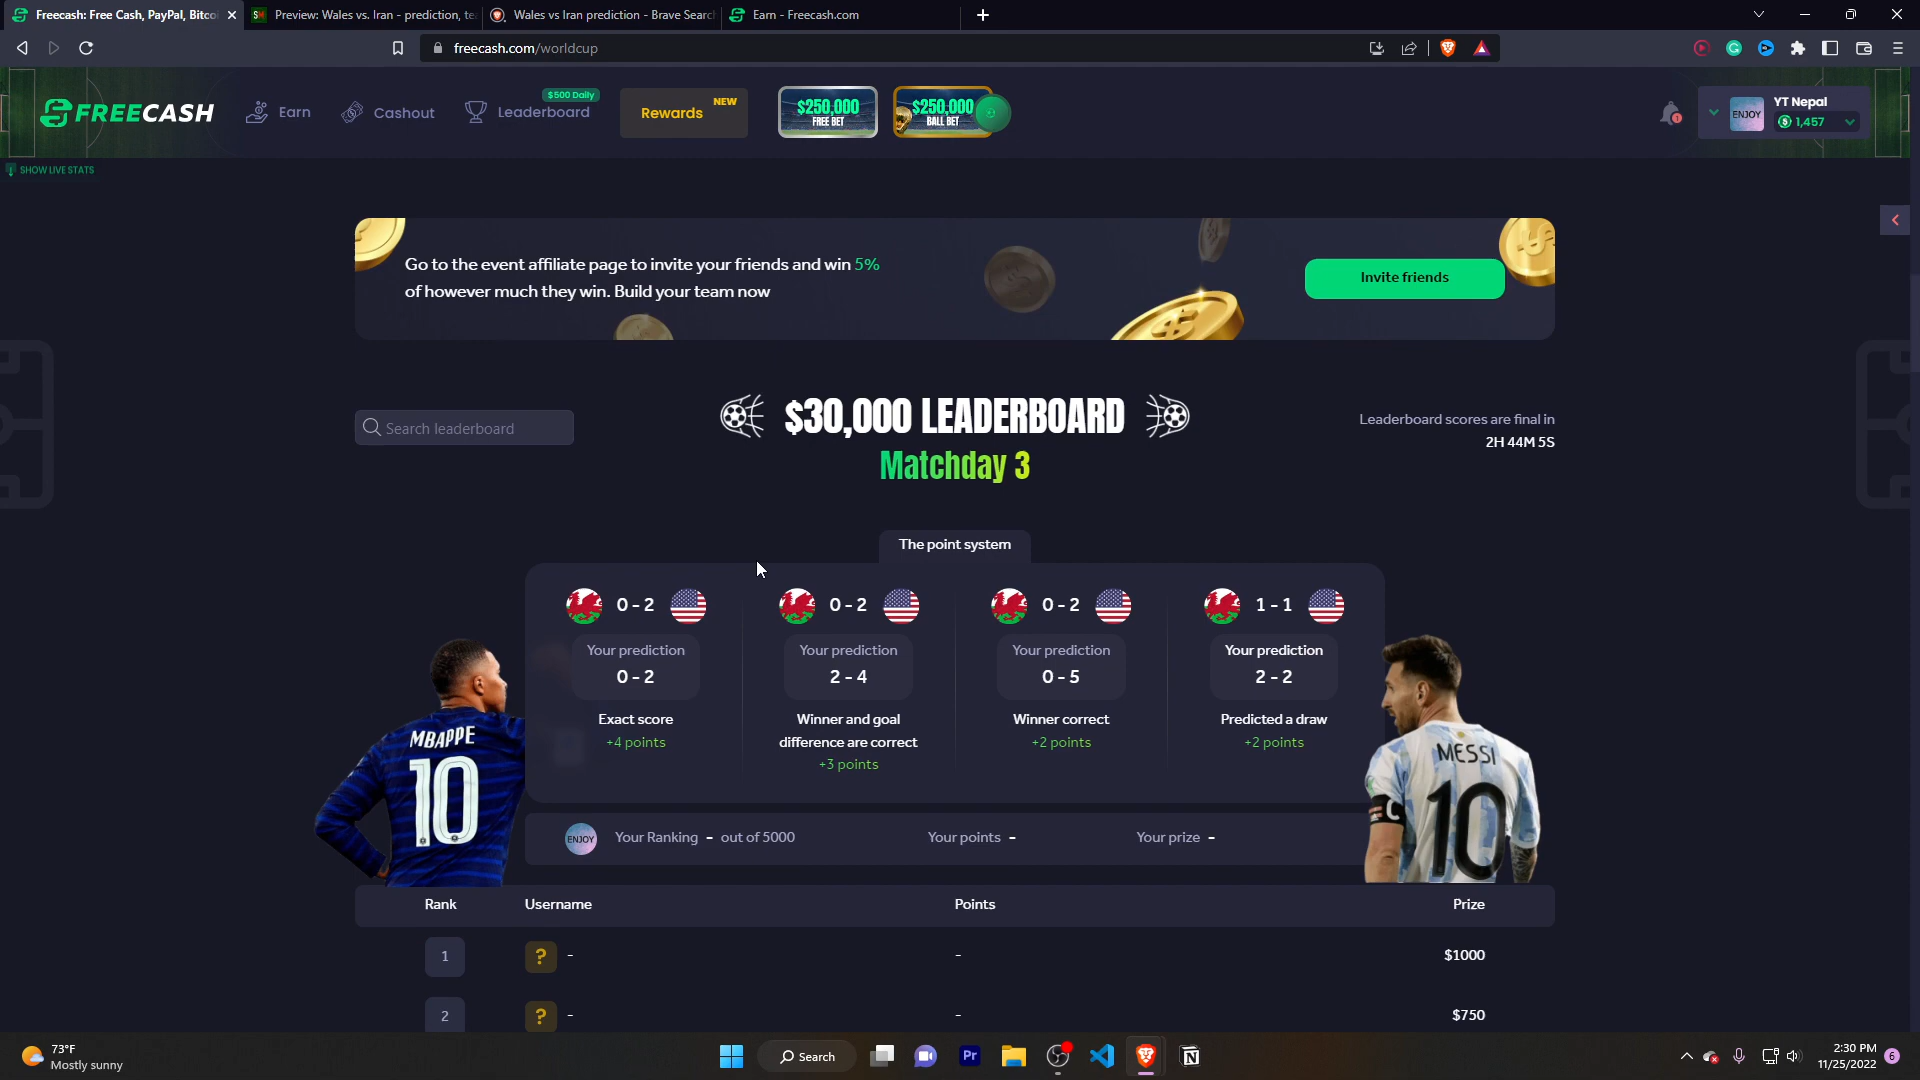 Freecash: Free Cash, PayPal, Bitcoi
Preview: Wales vs. Iran - prediction, te
Wales vs Iran prediction - Brave Searc
Earn - Freecash.com
freecash.com/worldcup
FREECASH
Earn
Cashout
Leaderboard
$500 Daily
Rewards
NEW
$250,000
FREE BET
$250,000
BALL BET
1
ENJOY
YT Nepal
1,457
SHOW LIVE STATS
Go to the event affiliate page to invite your friends and win 5%
of however much they win. Build your team now
Invite friends
Search leaderboard
$30,000 LEADERBOARD
Matchday 3
Leaderboard scores are final in
2H 44M 5S
The point system
0 - 2
0 - 2
0 - 2
1 - 1
Your prediction
Your prediction
Your prediction
Your prediction
0 - 2
2 - 4
0 - 5
2 - 2
Exact score
+4 points
Winner and goal
difference are correct
+3 points
Winner correct
+2 points
Predicted a draw
+2 points
MBAPPE
10
MESSI
10
C
ENJOY
Your Ranking - out of 5000
Your points -
Your prize -
Rank
Username
Points
Prize
1
?
-
-
$1000
2
?
-
-
$750
73°F
Mostly sunny
Search
Pr
2:30 PM
11/25/2022
6